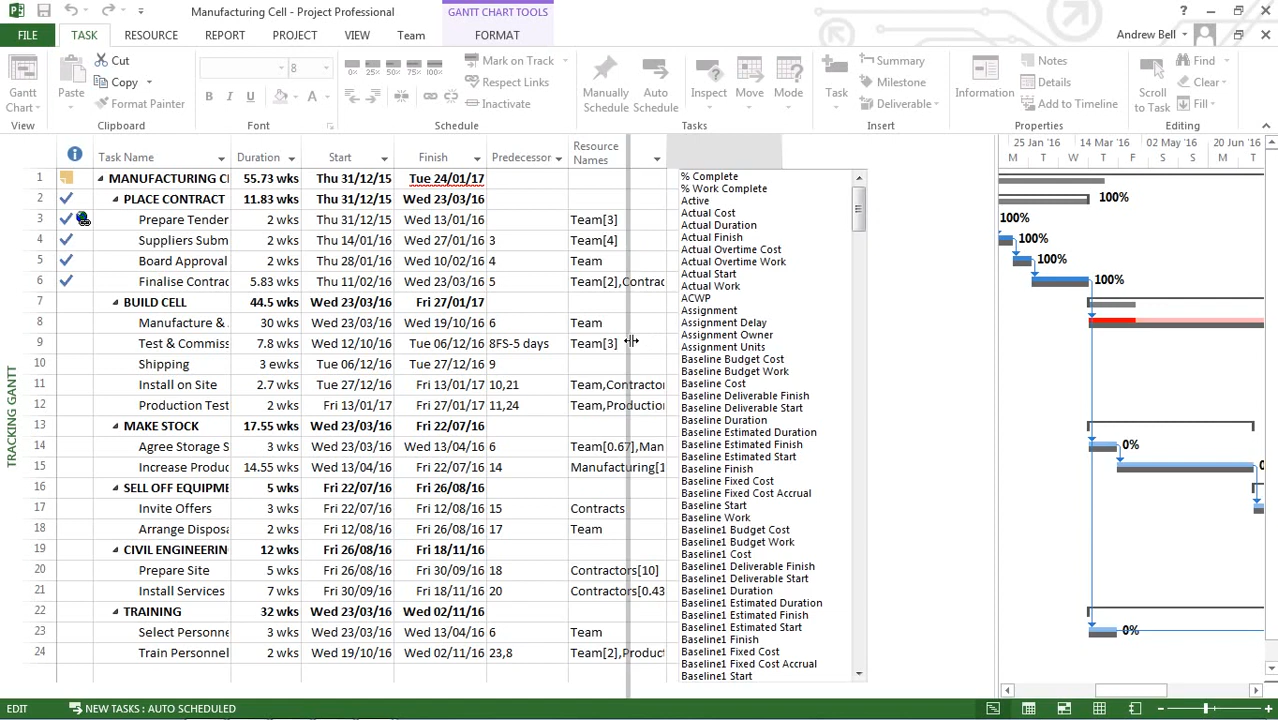 Manufacturing Cell - Project Professional
GANTT CHART TOOLS
?
FILE TASK RESOURCE REPORT PROJECT VIEW Team FORMAT Andrew Bell
Gantt Chart
View
Paste
Cut
Copy
Format Painter
Clipboard
8
B I U A
Font
0% 25% 50% 75% 100%
Mark on Track
Respect Links
Inactivate
Schedule
Manually Schedule
Auto Schedule
Inspect
Move
Mode
Tasks
Task
Summary
Milestone
Deliverable
Insert
Information
Notes
Details
Add to Timeline
Properties
Scroll to Task
Find
Clear
Fill
Editing
Task Name Duration Start Finish Predecessor Resource Names
1 MANUFACTURING CE 55.73 wks Thu 31/12/15 Tue 24/01/17
2 PLACE CONTRACT 11.83 wks Thu 31/12/15 Wed 23/03/16
3 Prepare Tender 2 wks Thu 31/12/15 Wed 13/01/16 Team[3]
4 Suppliers Subm 2 wks Thu 14/01/16 Wed 27/01/16 3 Team[4]
5 Board Approval 2 wks Thu 28/01/16 Wed 10/02/16 4 Team
6 Finalise Contra 5.83 wks Thu 11/02/16 Wed 23/03/16 5 Team[2],Contrac
7 BUILD CELL 44.5 wks Wed 23/03/16 Fri 27/01/17
8 Manufacture & 30 wks Wed 23/03/16 Wed 19/10/16 6 Team
9 Test & Commiss 7.8 wks Wed 12/10/16 Tue 06/12/16 8FS-5 days Team[3]
10 Shipping 3 ewks Tue 06/12/16 Tue 27/12/16 9
11 Install on Site 2.7 wks Tue 27/12/16 Fri 13/01/17 10,21 Team,Contracto
12 Production Test 2 wks Fri 13/01/17 Fri 27/01/17 11,24 Team,Productio
13 MAKE STOCK 17.55 wks Wed 23/03/16 Fri 22/07/16
14 Agree Storage S 3 wks Wed 23/03/16 Wed 13/04/16 6 Team[0.67],Man
15 Increase Produc 14.55 wks Wed 13/04/16 Fri 22/07/16 14 Manufacturing[1
16 SELL OFF EQUIPME 5 wks Fri 22/07/16 Fri 26/08/16
17 Invite Offers 3 wks Fri 22/07/16 Fri 12/08/16 15 Contracts
18 Arrange Disposa 2 wks Fri 12/08/16 Fri 26/08/16 17 Team
19 CIVIL ENGINEERIN 12 wks Fri 26/08/16 Fri 18/11/16
20 Prepare Site 5 wks Fri 26/08/16 Fri 30/09/16 18 Contractors[10]
21 Install Services 7 wks Fri 30/09/16 Fri 18/11/16 20 Contractors[0.43
22 TRAINING 32 wks Wed 23/03/16 Wed 02/11/16
23 Select Personne 3 wks Wed 23/03/16 Wed 13/04/16 6 Team
24 Train Personnel 2 wks Wed 19/10/16 Wed 02/11/16 23,8 Team[2],Product
% Complete
% Work Complete
Active
Actual Cost
Actual Duration
Actual Finish
Actual Overtime Cost
Actual Overtime Work
Actual Start
Actual Work
ACWP
Assignment
Assignment Delay
Assignment Owner
Assignment Units
Baseline Budget Cost
Baseline Budget Work
Baseline Cost
Baseline Deliverable Finish
Baseline Deliverable Start
Baseline Duration
Baseline Estimated Duration
Baseline Estimated Finish
Baseline Estimated Start
Baseline Finish
Baseline Fixed Cost
Baseline Fixed Cost Accrual
Baseline Start
Baseline Work
Baseline1 Budget Cost
Baseline1 Budget Work
Baseline1 Cost
Baseline1 Deliverable Finish
Baseline1 Deliverable Start
Baseline1 Duration
Baseline1 Estimated Duration
Baseline1 Estimated Finish
Baseline1 Estimated Start
Baseline1 Finish
Baseline1 Fixed Cost
Baseline1 Fixed Cost Accrual
Baseline1 Start
25 Jan '16 14 Mar '16 02 May '16 20 Jun '16
M T W T F S M T
100%
100%
100%
100%
100%
0%
0%
TRACKING GANTT
EDIT NEW TASKS : AUTO SCHEDULED